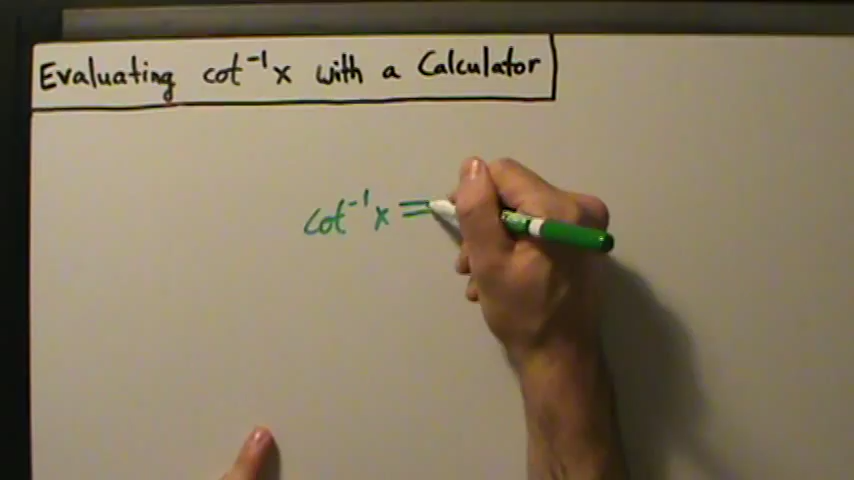 Evaluating cot⁻¹x with a Calculator
cot⁻¹x =